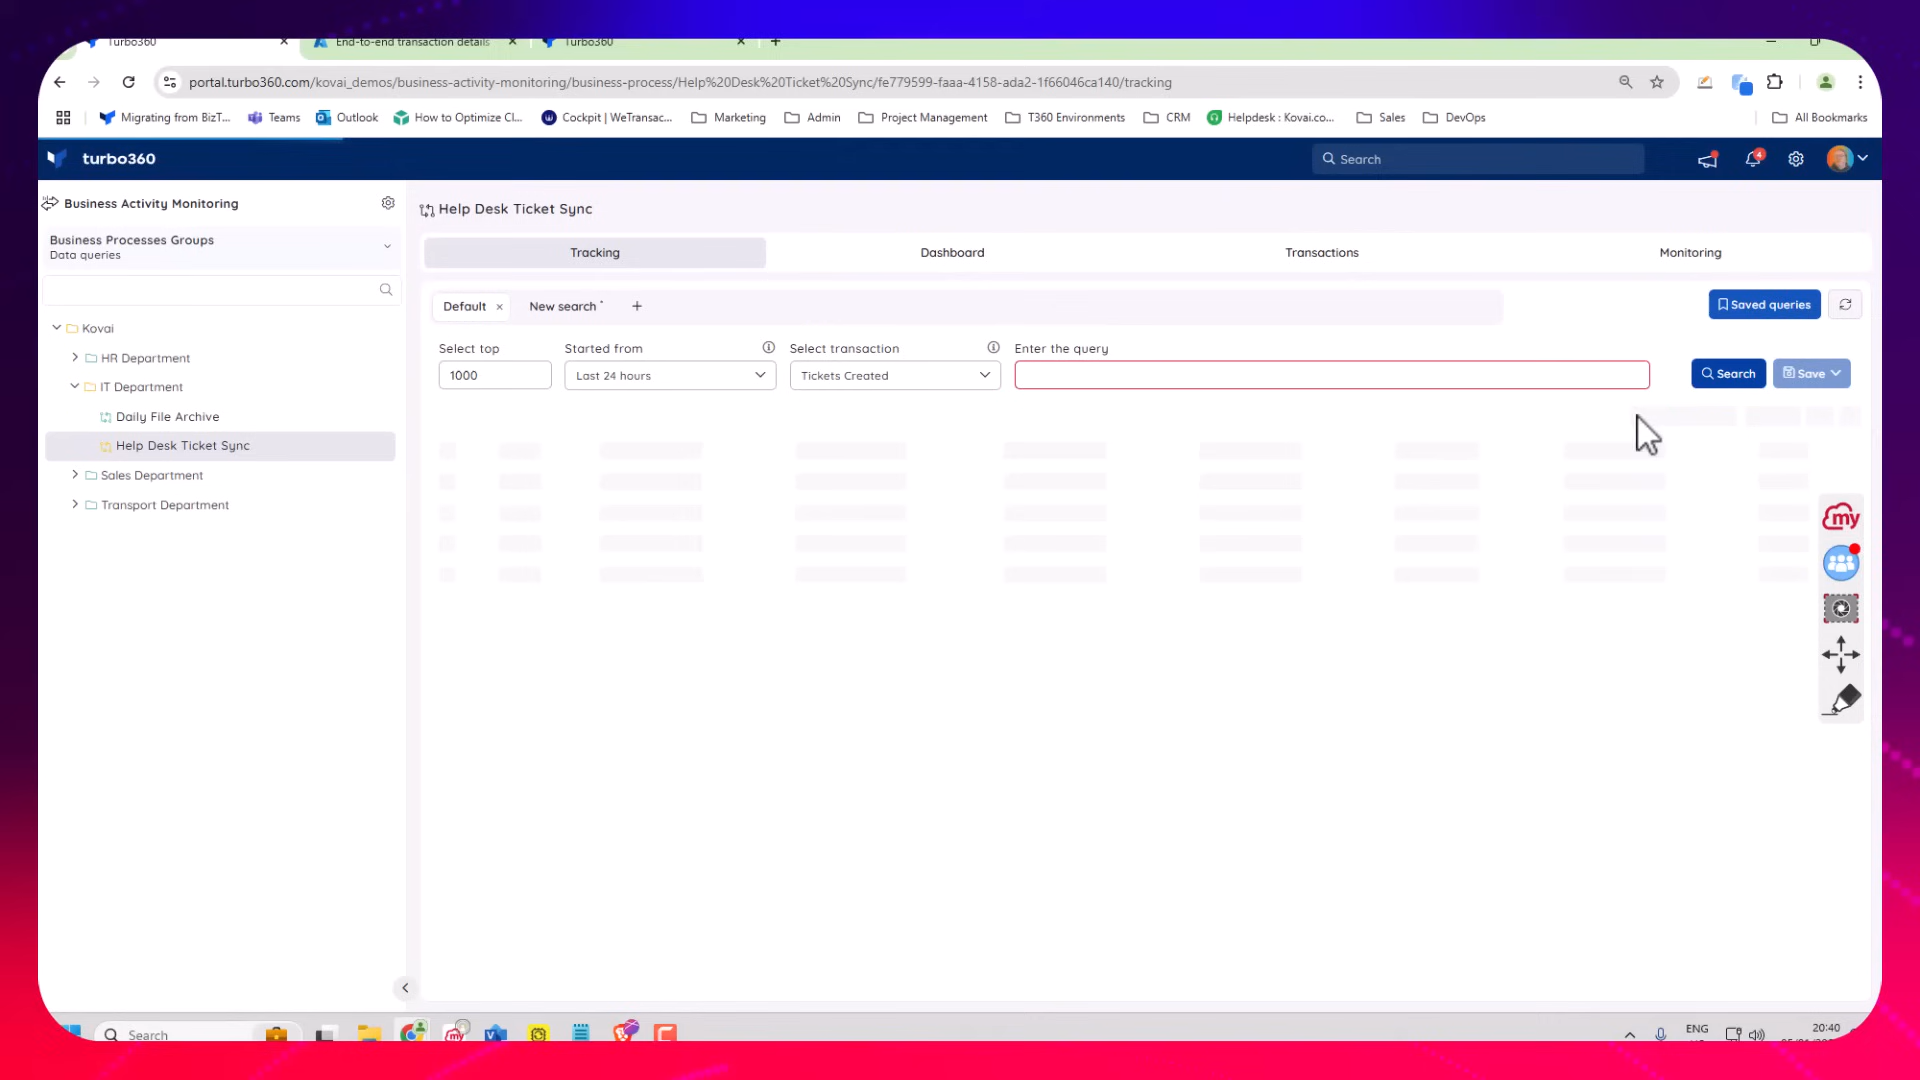 Turbo360
End-to-end transaction details
Turbo360
portal.turbo360.com/kovai_demos/business-activity-monitoring/business-process/Help%20Desk%20Ticket%20Sync/fe779599-faaa-4158-ada2-1f66046ca140/tracking
Migrating from BizT... Teams Outlook How to Optimize Cl... Cockpit | WeTransac... Marketing Admin Project Management T360 Environments CRM Helpdesk : Kovai.co... Sales DevOps All Bookmarks
turbo360
Search
4
Business Activity Monitoring
Business Processes Groups
Data queries
Kovai
HR Department
IT Department
Daily File Archive
Help Desk Ticket Sync
Sales Department
Transport Department
Help Desk Ticket Sync
Tracking Dashboard Transactions Monitoring
Default New search * Saved queries
Select top Started from Select transaction Enter the query
1000 Last 24 hours Tickets Created Search Save
my
Search
my
ENG
20:40